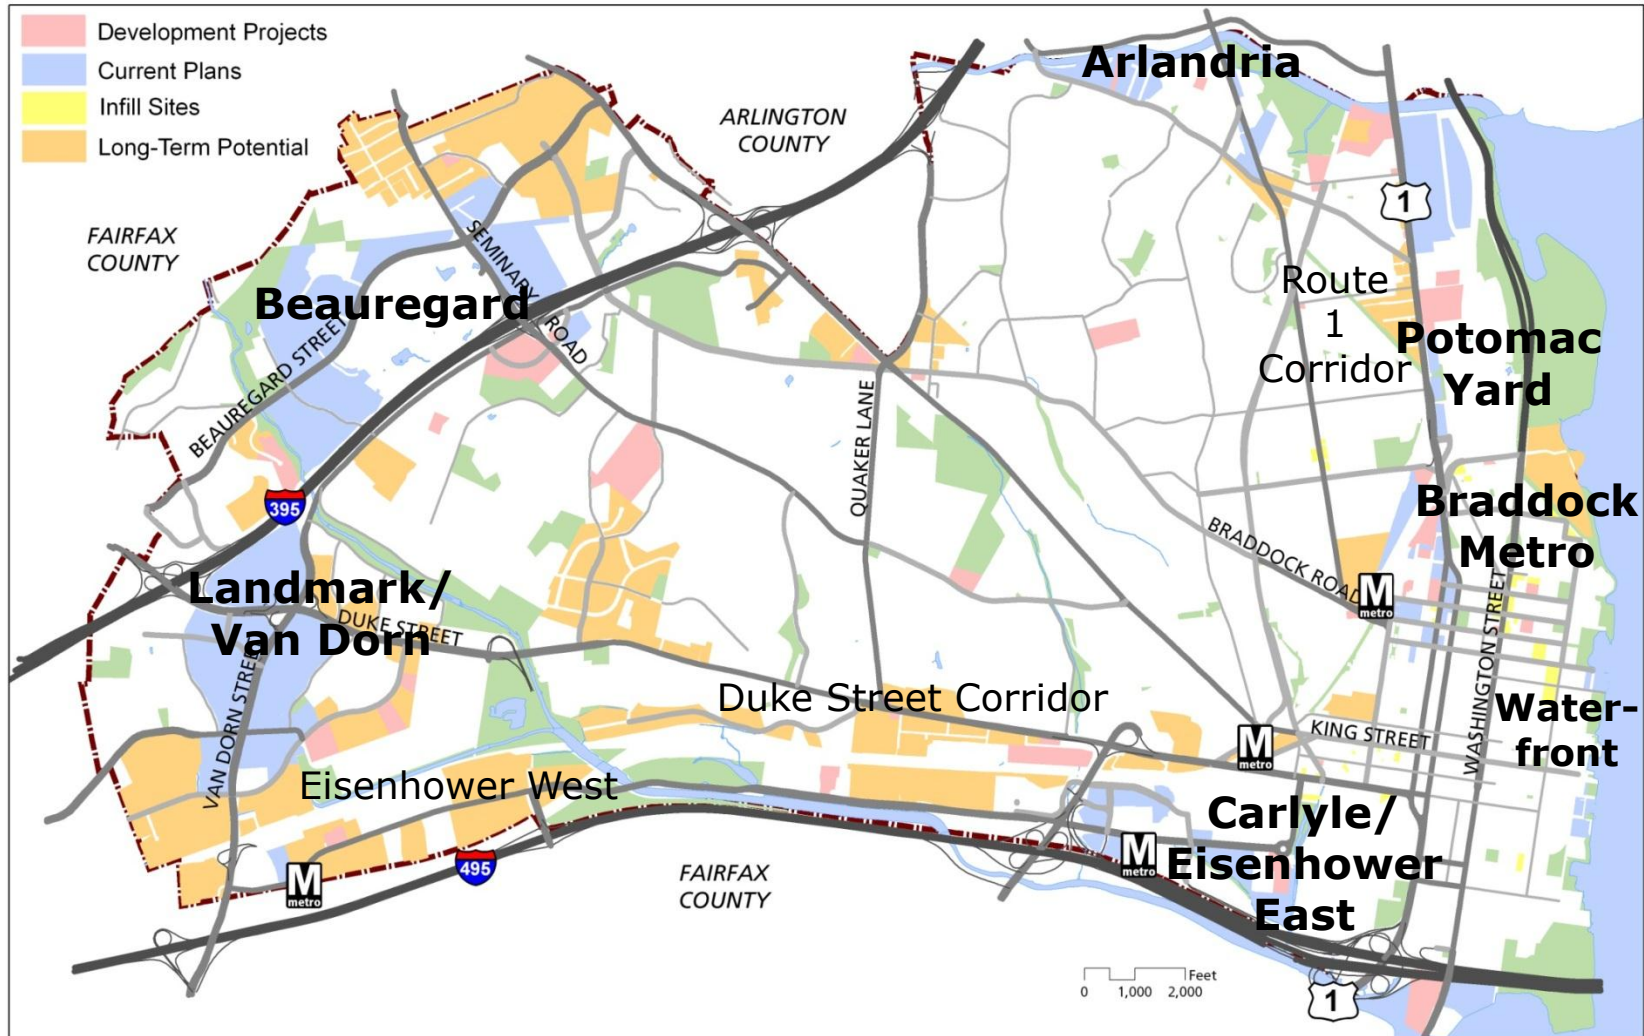 Development Projects
Current Plans
Infill Sites
Long-Term Potential
Arlandria
ARLINGTON
COUNTY
1
FAIRFAX
COUNTY
SEMINARY ROAD
Beauregard
BEAUREGARD STREET
Route
1
Corridor
Potomac
Yard
QUAKER LANE
395
Braddock
Metro
BRADDOCK ROAD
M
metro
Landmark/
Van Dorn
DUKE STREET
VAN DORN STREET
WASHINGTON STREET
Duke Street Corridor
Water-
front
KING STREET
M
metro
Eisenhower West
Carlyle/
Eisenhower
East
M
metro
M
metro
495
FAIRFAX
COUNTY
Feet
0 1,000 2,000
1